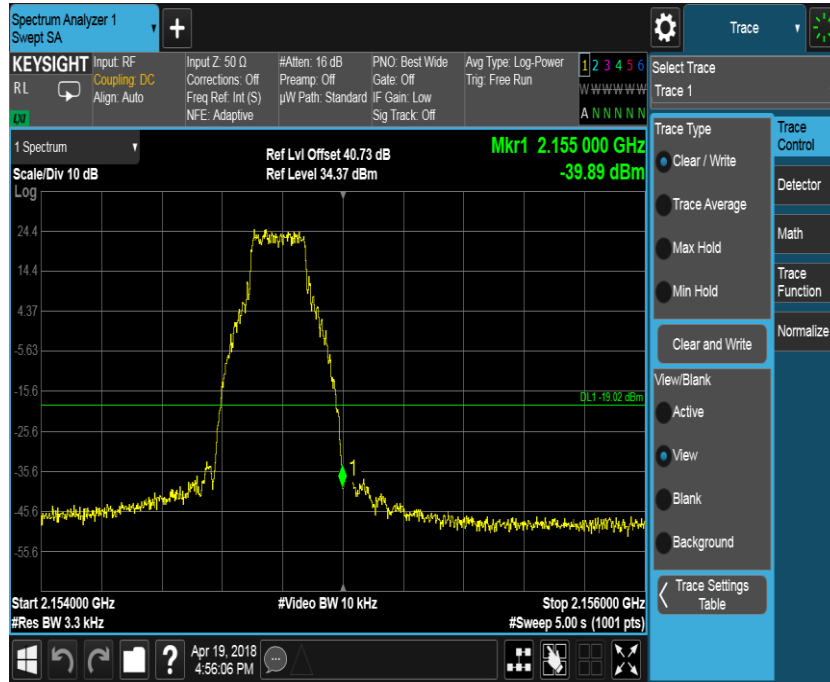 Spectrum Analyzer 1
Swept SA
+
Trace
KEYSIGHT
RL
LXI
Input: RF
Coupling: DC
Align: Auto
Input Z: 50 Ω
Corrections: Off
Freq Ref: Int (S)
NFE: Adaptive
#Atten: 16 dB
Preamp: Off
µW Path: Standard
PNO: Best Wide
Gate: Off
IF Gain: Low
Sig Track: Off
Avg Type: Log-Power
Trig: Free Run
1 2 3 4 5 6
W W W W W W
A N N N N N
Select Trace
Trace 1
1 Spectrum
Scale/Div 10 dB
Log
Ref Lvl Offset 40.73 dB
Ref Level 34.37 dBm
Mkr1 2.155 000 GHz
-39.89 dBm
24.4
14.4
4.37
-5.63
-15.6
-25.6
-35.6
-45.6
-55.6
DL1 -19.02 dBm
1
Start 2.154000 GHz
#Res BW 3.3 kHz
#Video BW 10 kHz
Stop 2.156000 GHz
#Sweep 5.00 s (1001 pts)
Trace Type
Clear / Write
Trace Average
Max Hold
Min Hold
Clear and Write
View/Blank
Active
View
Blank
Background
Trace Settings
Table
Trace
Control
Detector
Math
Trace
Function
Normalize
?
Apr 19, 2018
4:56:06 PM